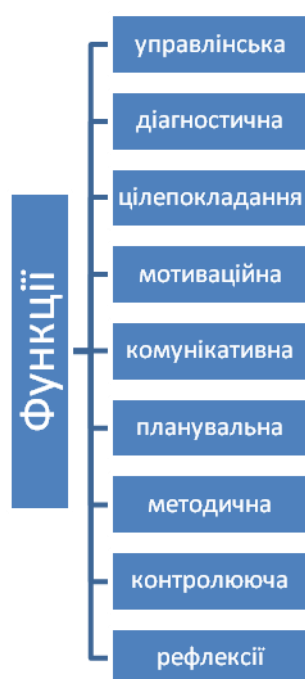 Функції
управлінська
діагностична
цілепокладання
мотиваційна
комунікативна
планувальна
методична
контролююча
рефлексії